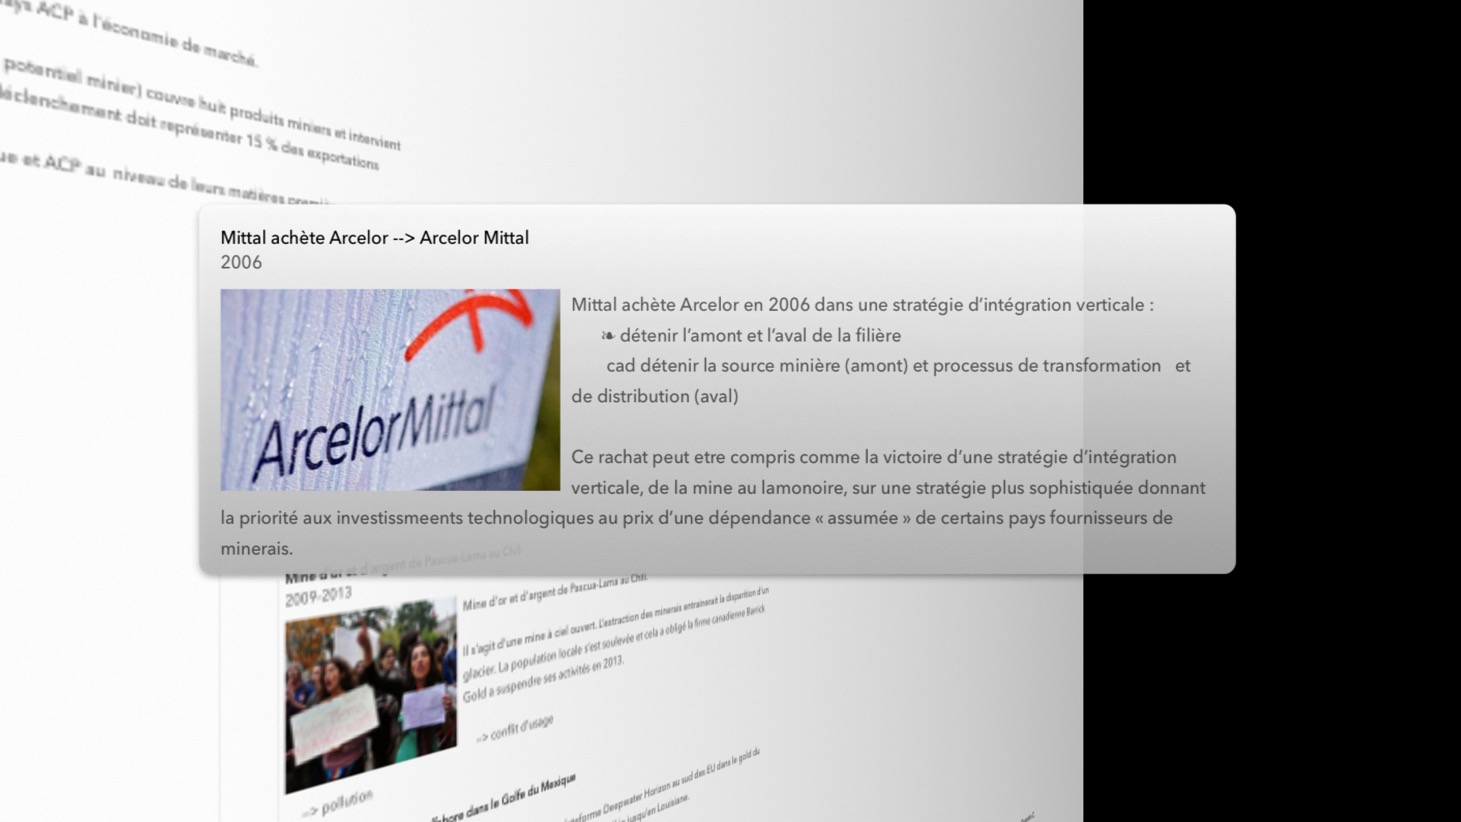 ays ACP à l'économie de marché.
potentiel minier) couvre huit produits miniers et intervient
déclenchement doit représenter 15 % des exportations
ue et ACP au niveau de leurs matières
Mittal achète Arcelor --> Arcelor Mittal
2006
ArcelorMittal
Mittal achète Arcelor en 2006 dans une stratégie d’intégration verticale :
❧ détenir l’amont et l’aval de la filière
cad détenir la source minière (amont) et processus de transformation et
de distribution (aval)
Ce rachat peut etre compris comme la victoire d’une stratégie d’intégration
verticale, de la mine au lamonoire, sur une stratégie plus sophistiquée donnant
la priorité aux investissmeents technologiques au prix d’une dépendance « assumée » de certains pays fournisseurs de
minerais.
Mine d'or et d'argent de Pascua-Lama au Chili
2009-2013
Mine d'or et d'argent de Pascua-Lama au Chili.
Il s'agit d'une mine à ciel ouvert. L'extraction des minerais entrainerait la disparition d'un
glacier. La population locale s'est soulevée et cela a obligé la firme canadienne Barrick
Gold a suspendre ses activités en 2013.
=> conflit d'usage
=> pollution
dans le Golfe du Mexique
Deepwater Horizon au sud des EU dans le gold du
jusqu'en Louisiane.